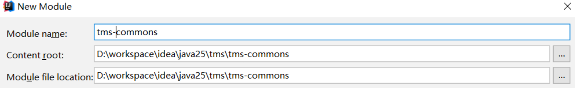 New Module
Module name: tms-commons
Content root: D:\workspace\idea\java25\tms\tms-commons ...
Module file location: D:\workspace\idea\java25\tms\tms-commons ...